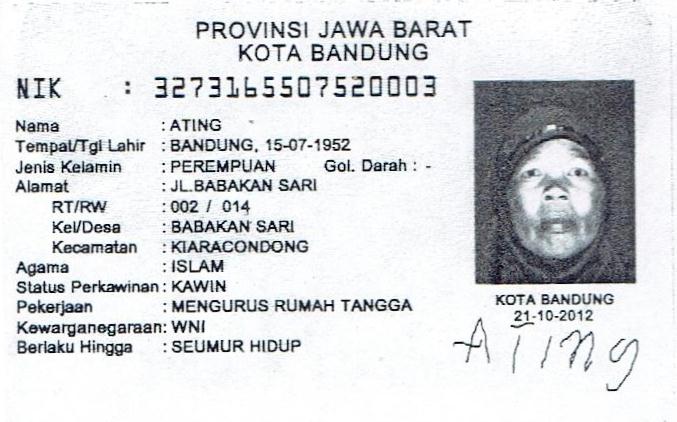 PROVINSI JAWA BARAT
KOTA BANDUNG
NIK : 3273165507520003
Nama : ATING
Tempat/Tgl Lahir : BANDUNG, 15-07-1952
Jenis Kelamin : PEREMPUAN Gol. Darah : -
Alamat : JL.BABAKAN SARI
RT/RW : 002 / 014
Kel/Desa : BABAKAN SARI
Kecamatan : KIARACONDONG
Agama : ISLAM
Status Perkawinan : KAWIN
Pekerjaan : MENGURUS RUMAH TANGGA
Kewarganegaraan : WNI
Berlaku Hingga : SEUMUR HIDUP
KOTA BANDUNG
21-10-2012
Ating